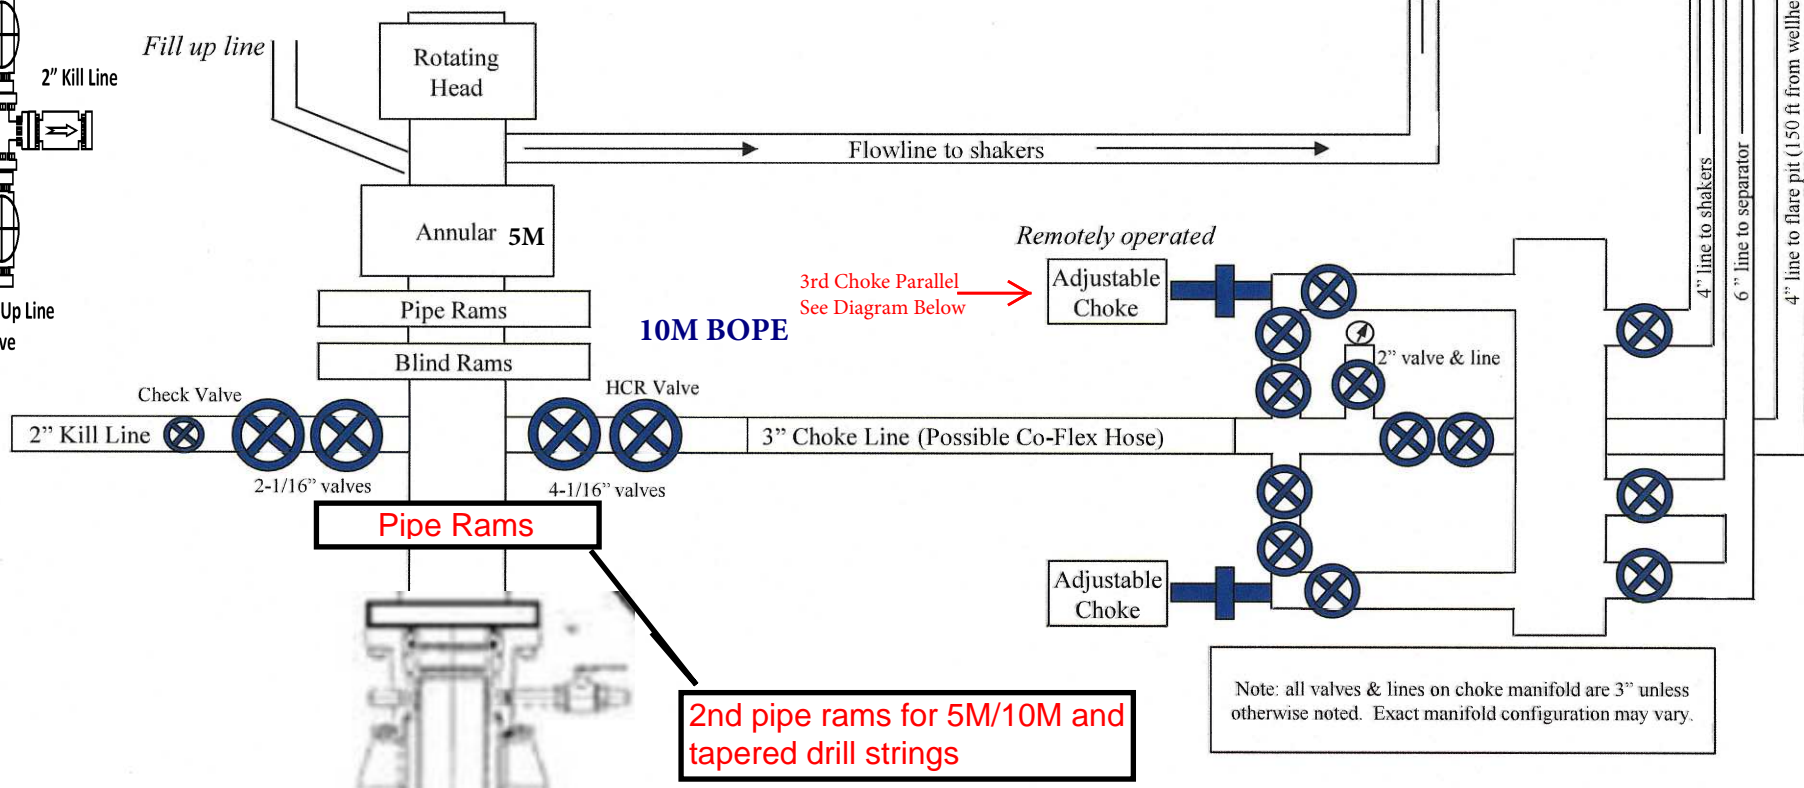 Fill up line
2” Kill Line
Up Line
ve
Rotating
Head
Flowline to shakers
Annular 5M
Pipe Rams
Blind Rams
10M BOPE
3rd Choke Parallel
See Diagram Below
Remotely operated
Adjustable
Choke
Check Valve
HCR Valve
2” Kill Line
2-1/16” valves
4-1/16” valves
3” Choke Line (Possible Co-Flex Hose)
2” valve & line
4” line to shakers
6 ” line to separator
4” line to flare pit (150 ft from wellhe
Pipe Rams
Adjustable
Choke
2nd pipe rams for 5M/10M and
tapered drill strings
Note: all valves & lines on choke manifold are 3” unless
otherwise noted. Exact manifold configuration may vary.